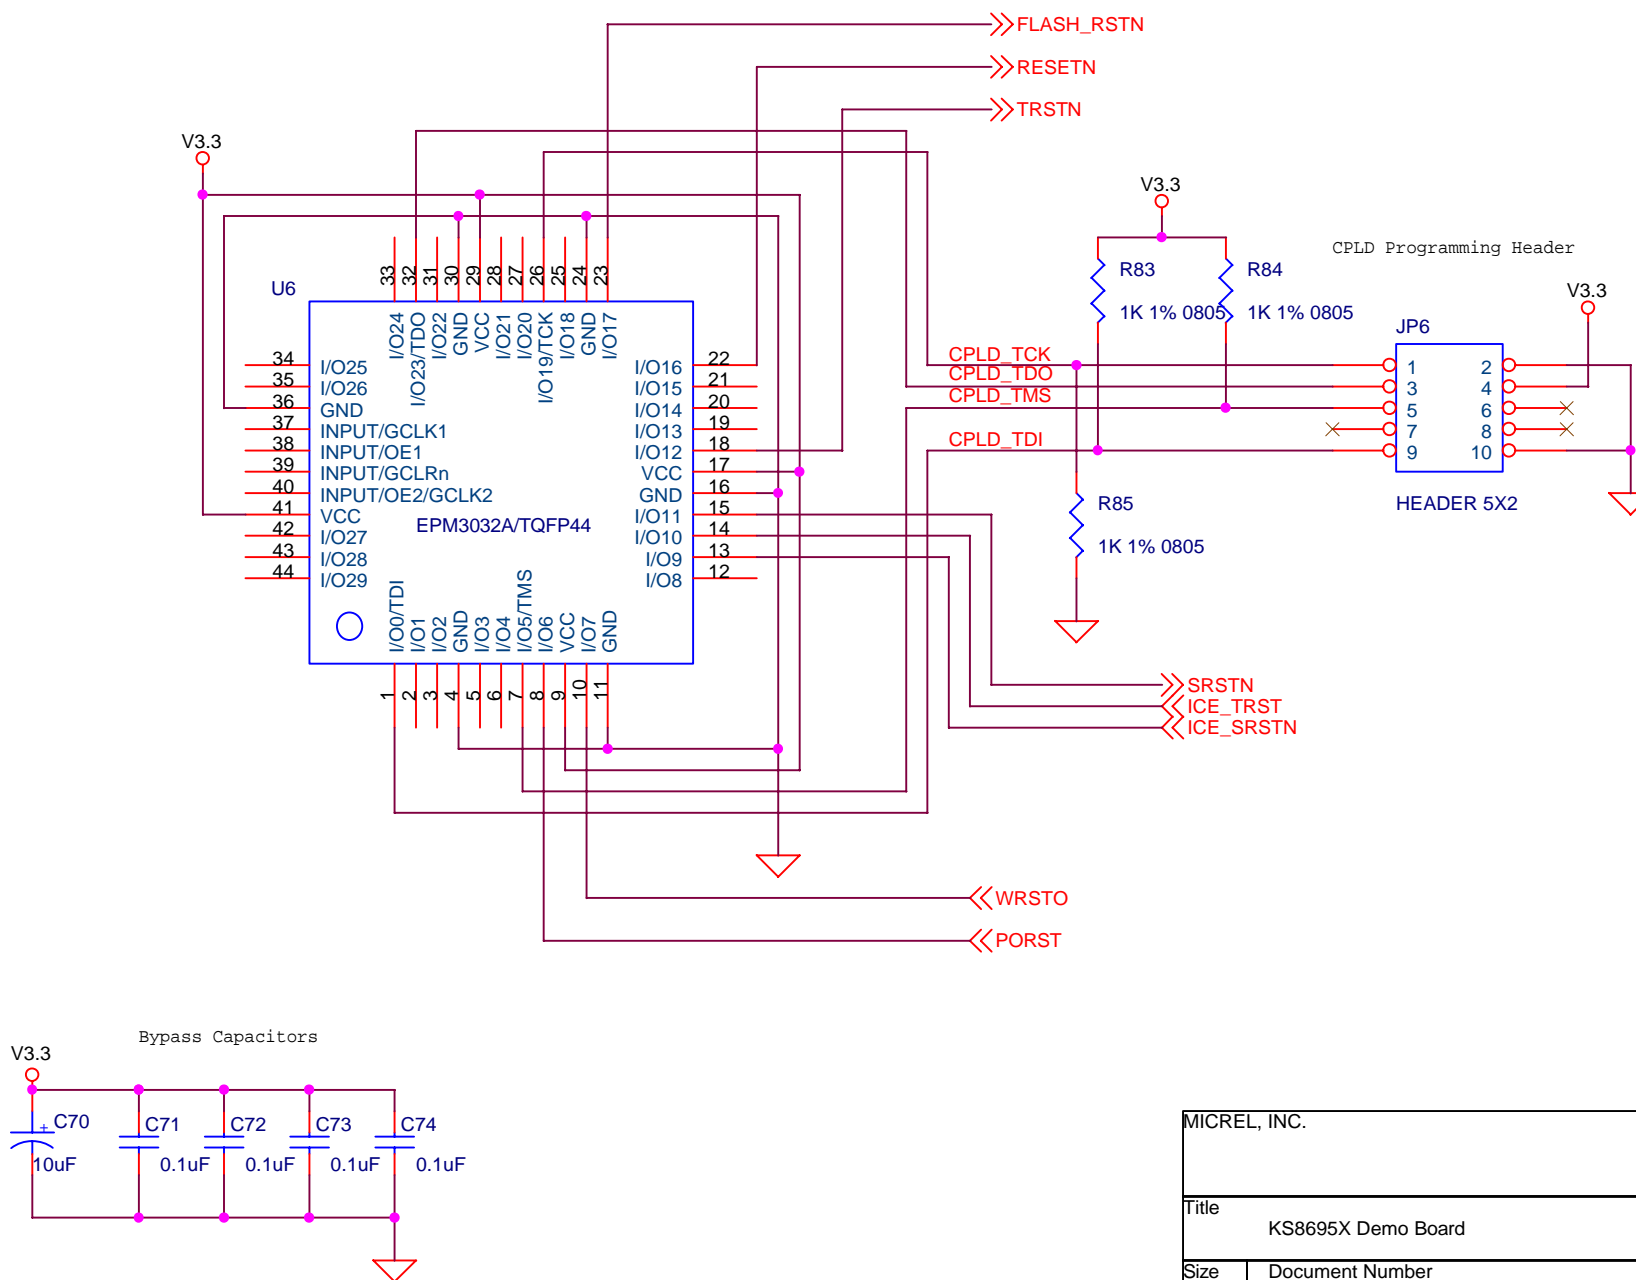 FLASH_RSTN
RESETN
TRSTN
V3.3
V3.3
CPLD Programming Header
V3.3
U6
33
32
31
30
29
28
27
26
25
24
23
I/O24
I/O23/TDO
I/O22
GND
VCC
I/O21
I/O20
I/O19/TCK
I/O18
GND
I/O17
R83
1K 1% 0805
R84
1K 1% 0805
JP6
34 I/O25
35 I/O26
36 GND
37 INPUT/GCLK1
38 INPUT/OE1
39 INPUT/GCLRn
40 INPUT/OE2/GCLK2
41 VCC
42 I/O27
43 I/O28
44 I/O29
EPM3032A/TQFP44
I/O16 22
I/O15 21
I/O14 20
I/O13 19
I/O12 18
VCC 17
GND 16
I/O11 15
I/O10 14
I/O9 13
I/O8 12
CPLD_TCK
CPLD_TDO
CPLD_TMS
CPLD_TDI
1 2
3 4
5 6
7 8
9 10
HEADER 5X2
R85
1K 1% 0805
I/O0/TDI
I/O1
I/O2
GND
I/O3
I/O4
I/O5/TMS
I/O6
VCC
I/O7
GND
1
2
3
4
5
6
7
8
9
10
11
SRSTN
ICE_TRST
ICE_SRSTN
WRSTO
PORST
Bypass Capacitors
V3.3
+ C70
10uF
C71
0.1uF
C72
0.1uF
C73
0.1uF
C74
0.1uF
MICREL, INC.
Title
KS8695X Demo Board
Size
Document Number